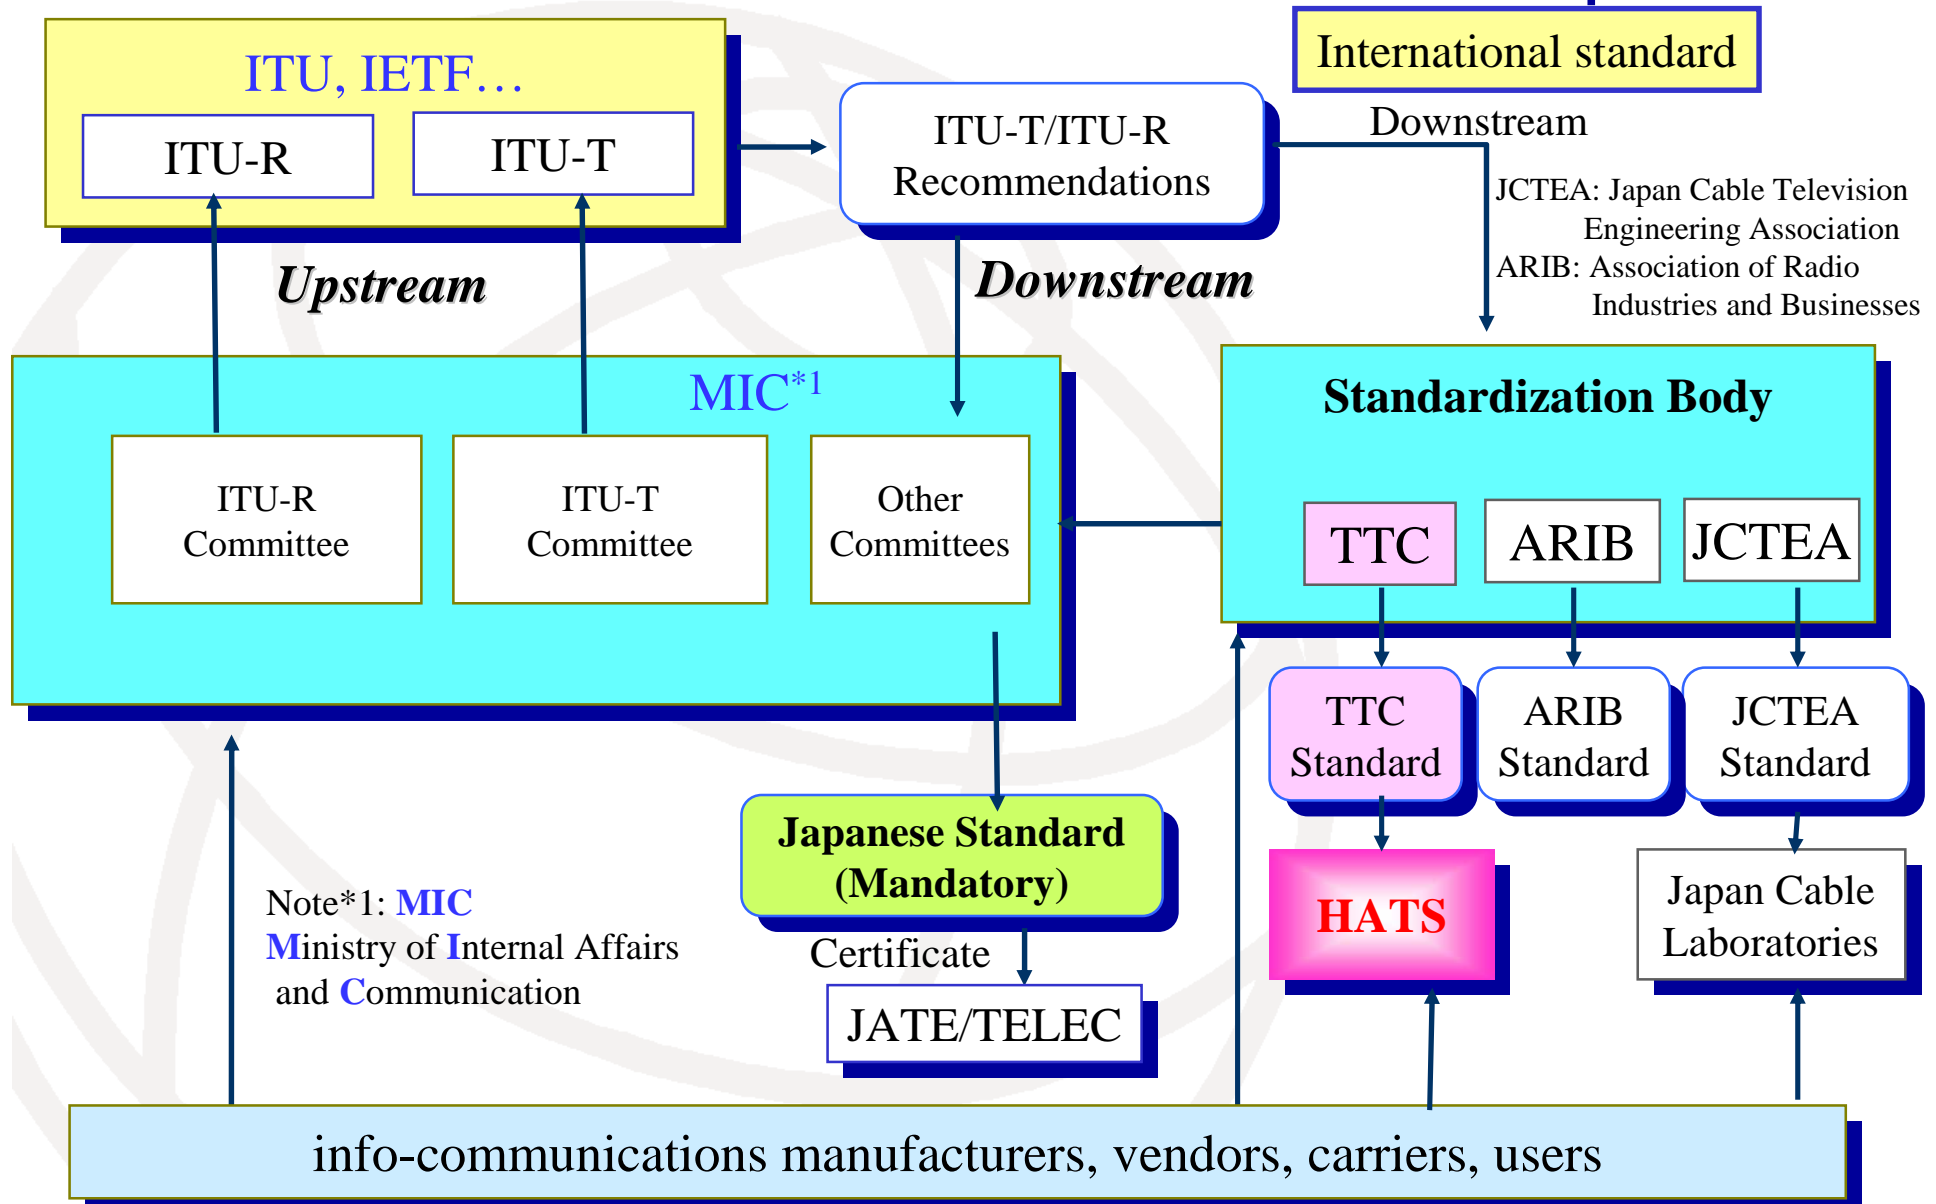 ITU, IETF…
ITU-R
ITU-T
ITU-T/ITU-R
Recommendations
International standard
Downstream
JCTEA: Japan Cable Television
Engineering Association
ARIB: Association of Radio
Industries and Businesses
Upstream
Downstream
MIC*1
ITU-R
Committee
ITU-T
Committee
Other
Committees
Standardization Body
TTC
ARIB
JCTEA
TTC
Standard
ARIB
Standard
JCTEA
Standard
Japanese Standard
(Mandatory)
Certificate
JATE/TELEC
HATS
Japan Cable
Laboratories
Note*1: MIC
Ministry of Internal Affairs
and Communication
info-communications manufacturers, vendors, carriers, users